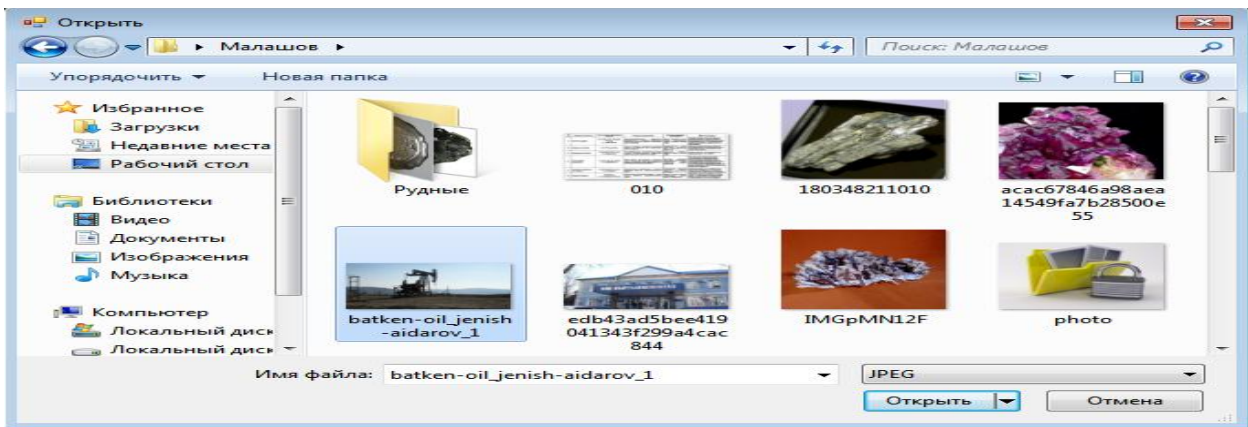 Открыть
Малашов
Поиск: Малашов
Упорядочить
Новая папка
Избранное
Загрузки
Недавние места
Рабочий стол
Библиотеки
Видео
Документы
Изображения
Музыка
Компьютер
Локальный диск
Локальный диск
Рудные
010
180348211010
acac67846a98aea
14549fa7b28500e
55
batken-oil_jenish
-aidarov_1
edb43ad5bee419
041343f299a4cac
844
IMGpMN12F
photo
Имя файла: batken-oil_jenish-aidarov_1
JPEG
Открыть
Отмена